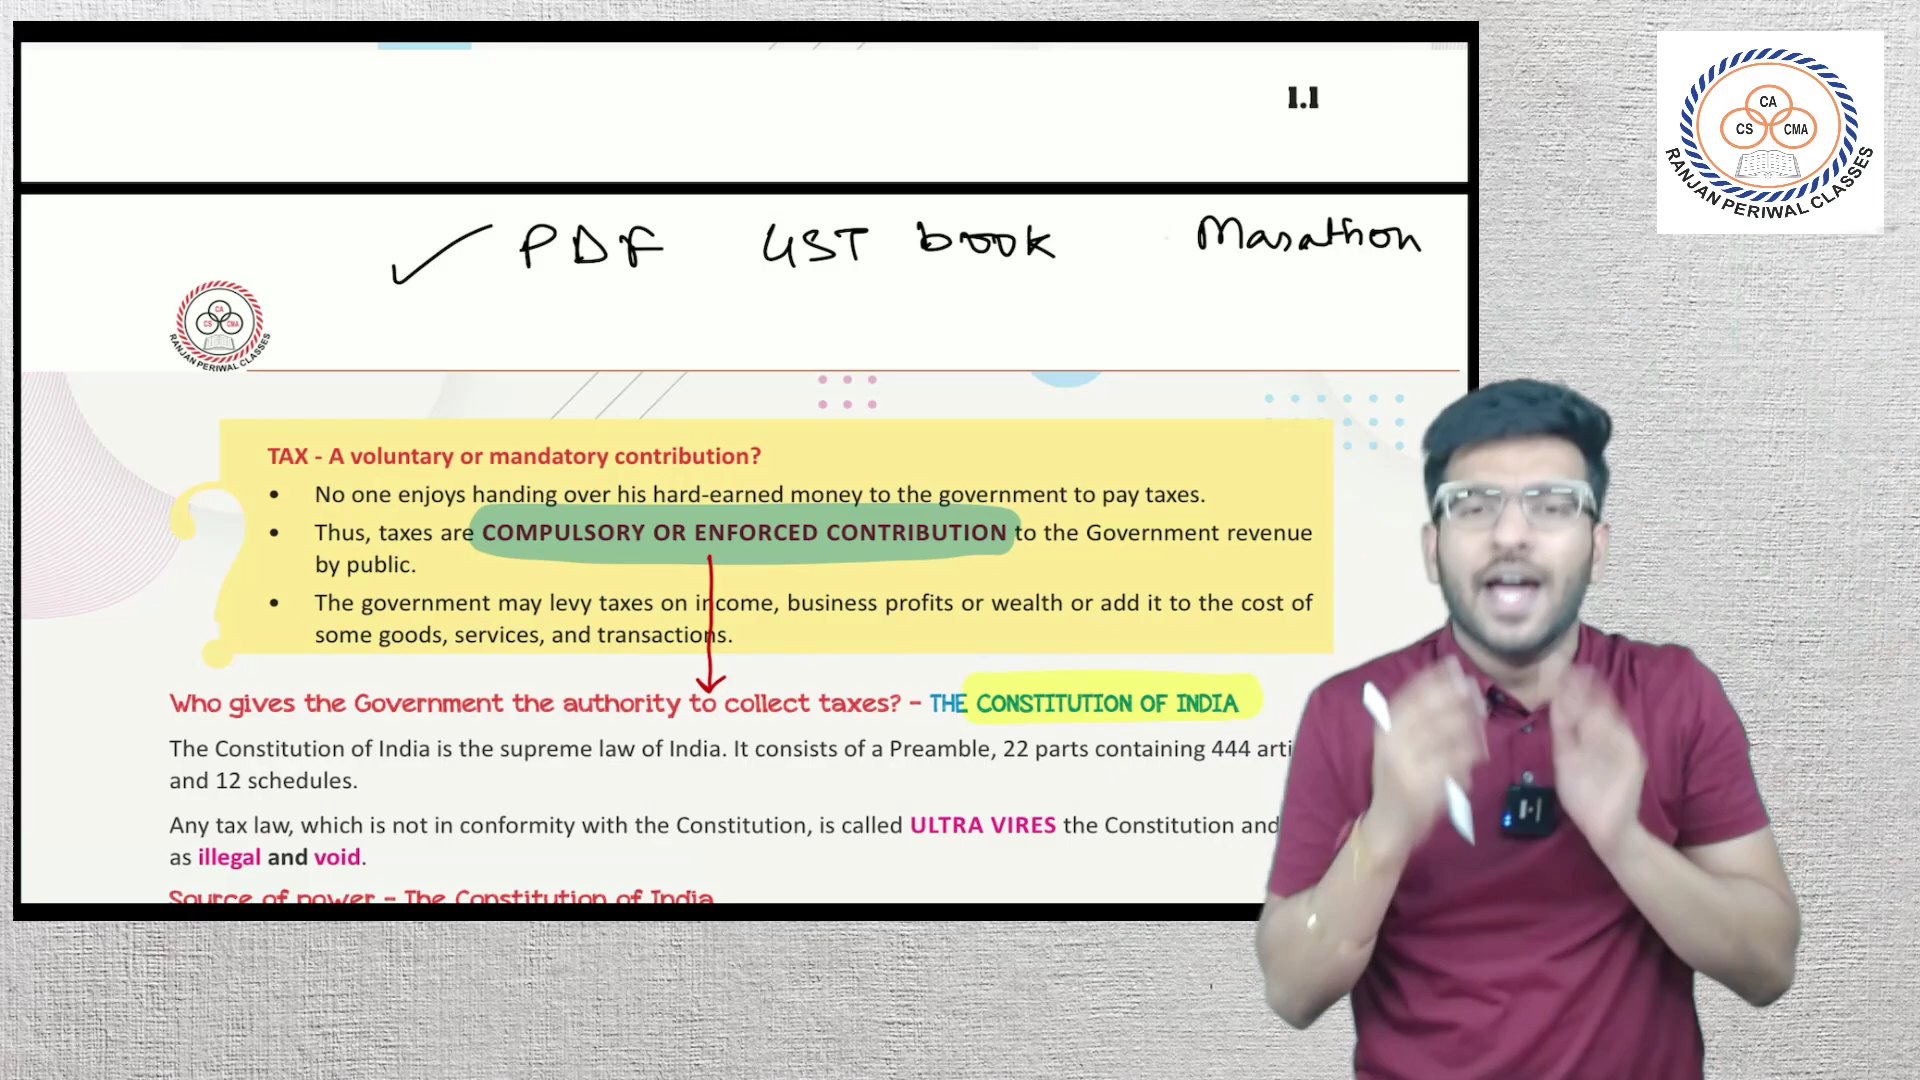 1.1
CA
CS CMA
RANJAN PERIWAL CLASSES
PDF GST book Marathon
CA
CS CMA
RANJAN PERIWAL CLASSES
TAX - A voluntary or mandatory contribution?
• No one enjoys handing over his hard-earned money to the government to pay taxes.
• Thus, taxes are COMPULSORY OR ENFORCED CONTRIBUTION to the Government revenue
by public.
• The government may levy taxes on income, business profits or wealth or add it to the cost of
some goods, services, and transactions.
Who gives the Government the authority to collect taxes? – THE CONSTITUTION OF INDIA
The Constitution of India is the supreme law of India. It consists of a Preamble, 22 parts containing 444
and 12 schedules.
Any tax law, which is not in conformity with the Constitution, is called ULTRA VIRES the Constitution and
as illegal and void.
Source of power – The Constitution of India